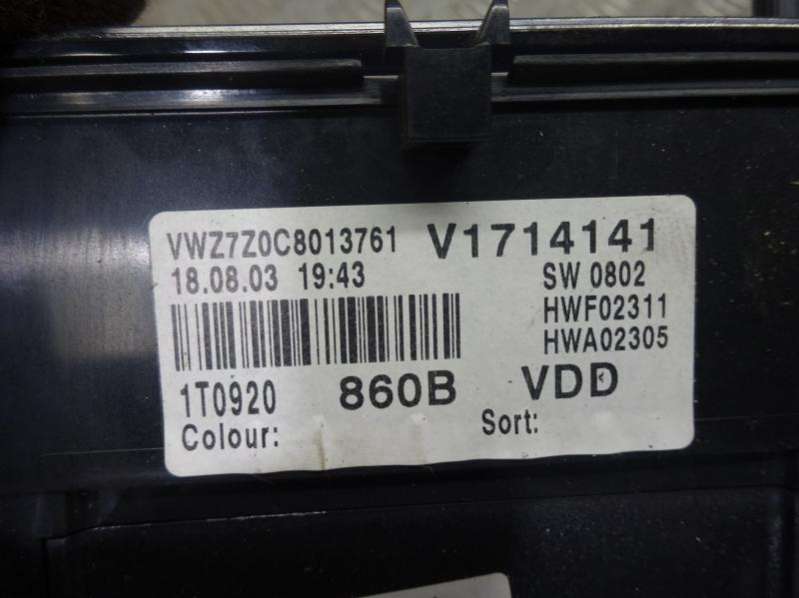 VWZ7Z0C8013761 V1714141
18.08.03 19:43 SW 0802
HWF02311
HWA02305
1T0920 860B VDD
Colour: Sort: